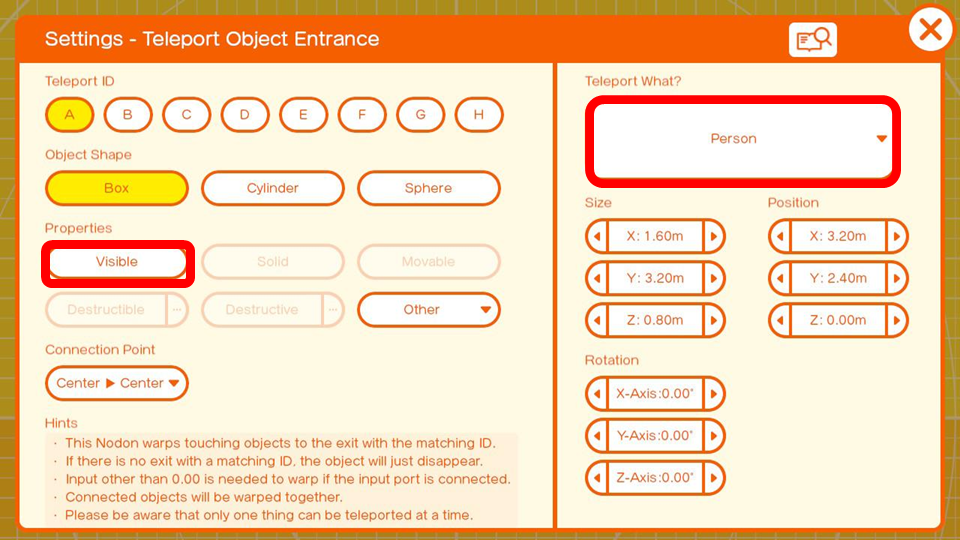 Settings - Teleport Object Entrance
Teleport ID
A B C D E F G H
Object Shape
Box Cylinder Sphere
Properties
Visible Solid Movable
Destructible ... Destructive ... Other
Connection Point
Center ▶ Center
Hints
· This Nodon warps touching objects to the exit with the matching ID.
· If there is no exit with a matching ID, the object will just disappear.
· Input other than 0.00 is needed to warp if the input port is connected.
· Connected objects will be warped together.
· Please be aware that only one thing can be teleported at a time.
Teleport What?
Person
Size
X: 1.60m
Y: 3.20m
Z: 0.80m
Position
X: 3.20m
Y: 2.40m
Z: 0.00m
Rotation
X-Axis:0.00°
Y-Axis:0.00°
Z-Axis:0.00°